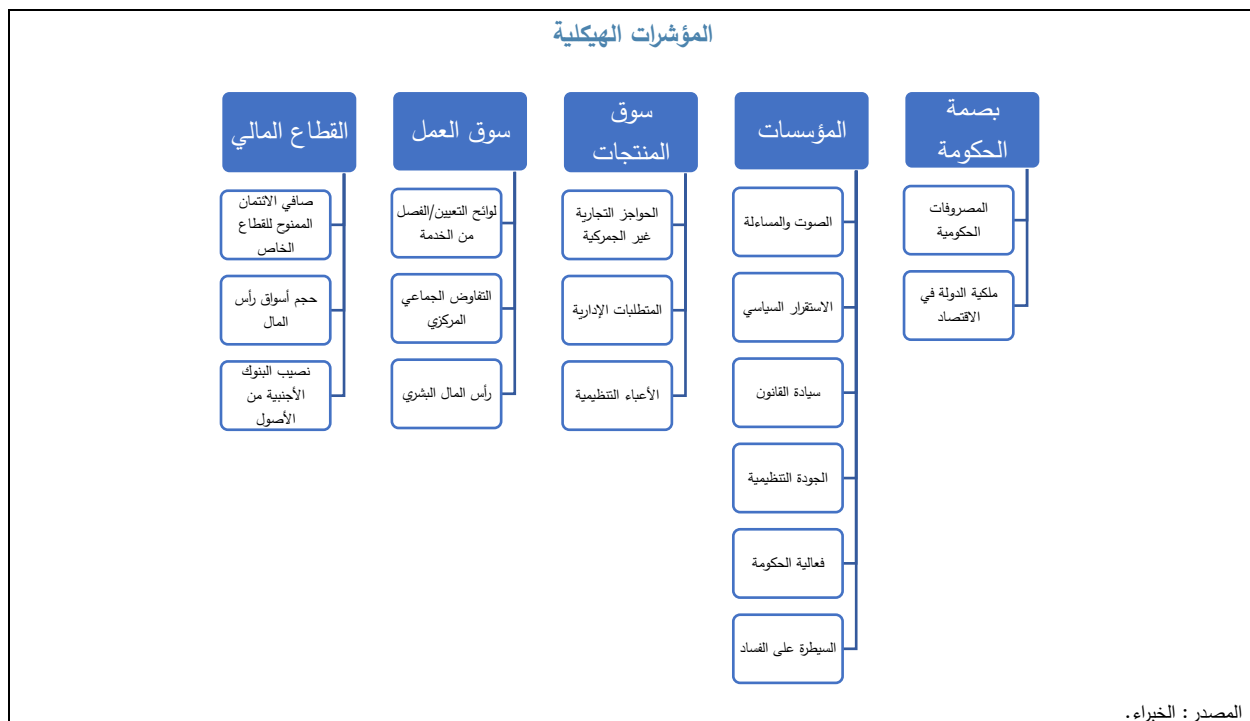 المؤشرات الهيكلية
بصمة
الحكومة
المصروفات
الحكومية
ملكية الدولة في
الاقتصاد
المؤسسات
الصوت والمساءلة
الاستقرار السياسي
سيادة القانون
الجودة التنظيمية
فعالية الحكومة
السيطرة على الفساد
سوق
المنتجات
الحواجز التجارية
غير الجمركية
المتطلبات الإدارية
الأعباء التنظيمية
سوق العمل
لوائح التعيين/الفصل
من الخدمة
التفاوض الجماعي
المركزي
رأس المال البشري
القطاع المالي
صافي الائتمان
الممنوح للقطاع
الخاص
حجم أسواق رأس
المال
نصيب البنوك
الأجنبية من
الأصول
المصدر : الخبراء.